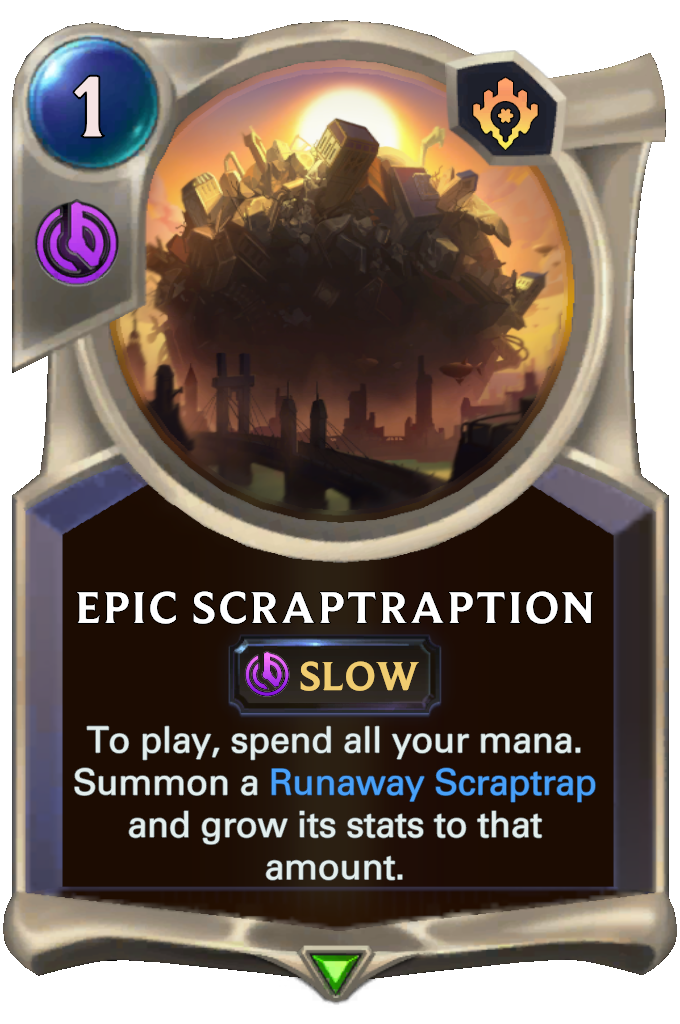 1
EPIC SCRAPTRAPTION
SLOW
To play, spend all your mana.
Summon a Runaway Scraptrap
and grow its stats to that
amount.